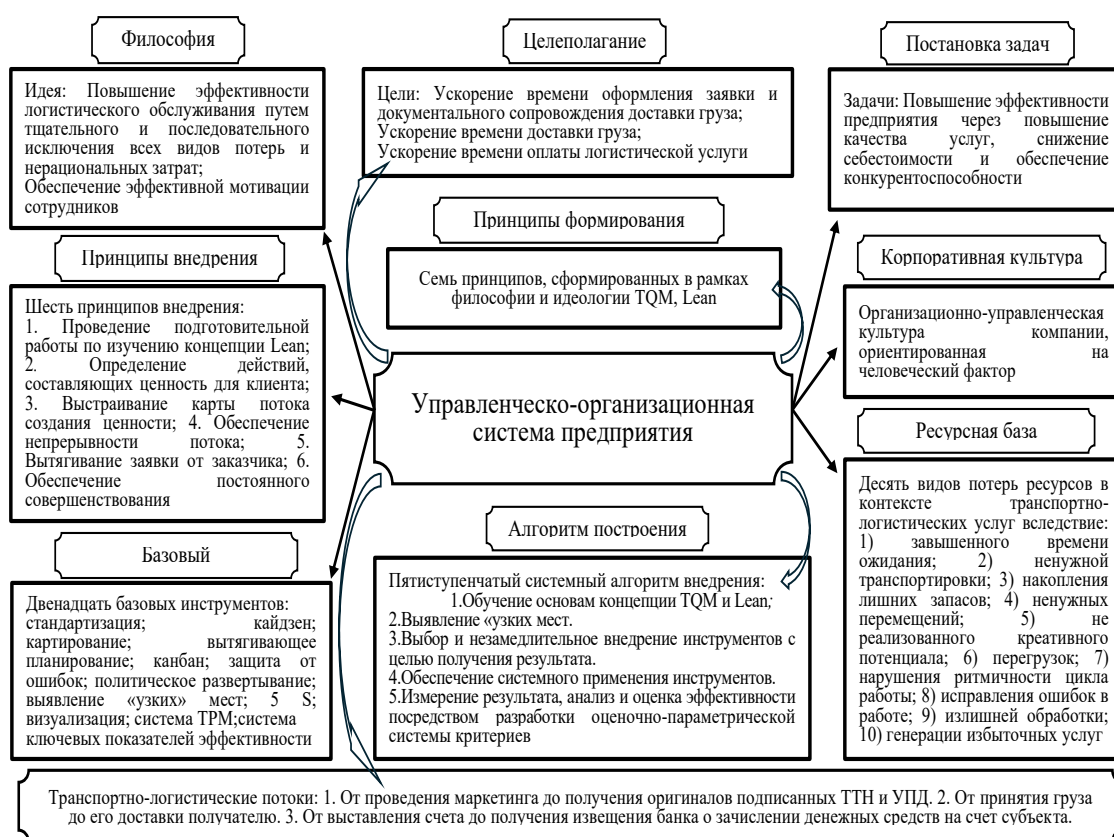 Философия
Идея: Повышение эффективности
логистического обслуживания путем
тщательного и последовательного
исключения всех видов потерь и
нерациональных затрат;
Обеспечение эффективной мотивации
сотрудников
Целеполагание
Цели: Ускорение времени оформления заявки и
документального сопровождения доставки груза;
Ускорение времени доставки груза;
Ускорение времени оплаты логистической услуги
Постановка задач
Задачи: Повышение эффективности
предприятия через повышение
качества услуг, снижение
себестоимости и обеспечение
конкурентоспособности
Принципы формирования
Семь принципов, сформированных в рамках
философии и идеологии TQM, Lean
Принципы внедрения
Шесть принципов внедрения:
1. Проведение подготовительной
работы по изучению концепции Lean;
2. Определение действий,
составляющих ценность для клиента;
3. Выстраивание карты потока
создания ценности; 4. Обеспечение
непрерывности потока; 5.
Вытягивание заявки от заказчика; 6.
Обеспечение постоянного
совершенствования
Корпоративная культура
Организационно-управленческая
культура компании,
ориентированная на
человеческий фактор
Управленческо-организационная
система предприятия
Ресурсная база
Десять видов потерь ресурсов в
контексте транспортно-
логистических услуг вследствие:
1) завышенного времени
ожидания; 2) ненужной
транспортировки; 3) накопления
лишних запасов; 4) ненужных
перемещений; 5) не
реализованного креативного
потенциала; 6) перегрузок; 7)
нарушения ритмичности цикла
работы; 8) исправления ошибок в
работе; 9) излишней обработки;
10) генерации избыточных услуг
Базовый
Двенадцать базовых инструментов:
стандартизация; кайдзен;
картирование; вытягивающее
планирование; канбан; защита от
ошибок; политическое развертывание;
выявление «узких» мест; 5 S;
визуализация; система TPM;система
ключевых показателей эффективности
Алгоритм построения
Пятиступенчатый системный алгоритм внедрения:
1.Обучение основам концепции TQM и Lean;
2.Выявление «узких мест.
3.Выбор и незамедлительное внедрение инструментов с
целью получения результата.
4.Обеспечение системного применения инструментов.
5.Измерение результата, анализ и оценка эффективности
посредством разработки оценочно-параметрической
системы критериев
Транспортно-логистические потоки: 1. От проведения маркетинга до получения оригиналов подписанных ТТН и УПД. 2. От принятия груза
до его доставки получателю. 3. От выставления счета до получения извещения банка о зачислении денежных средств на счет субъекта.